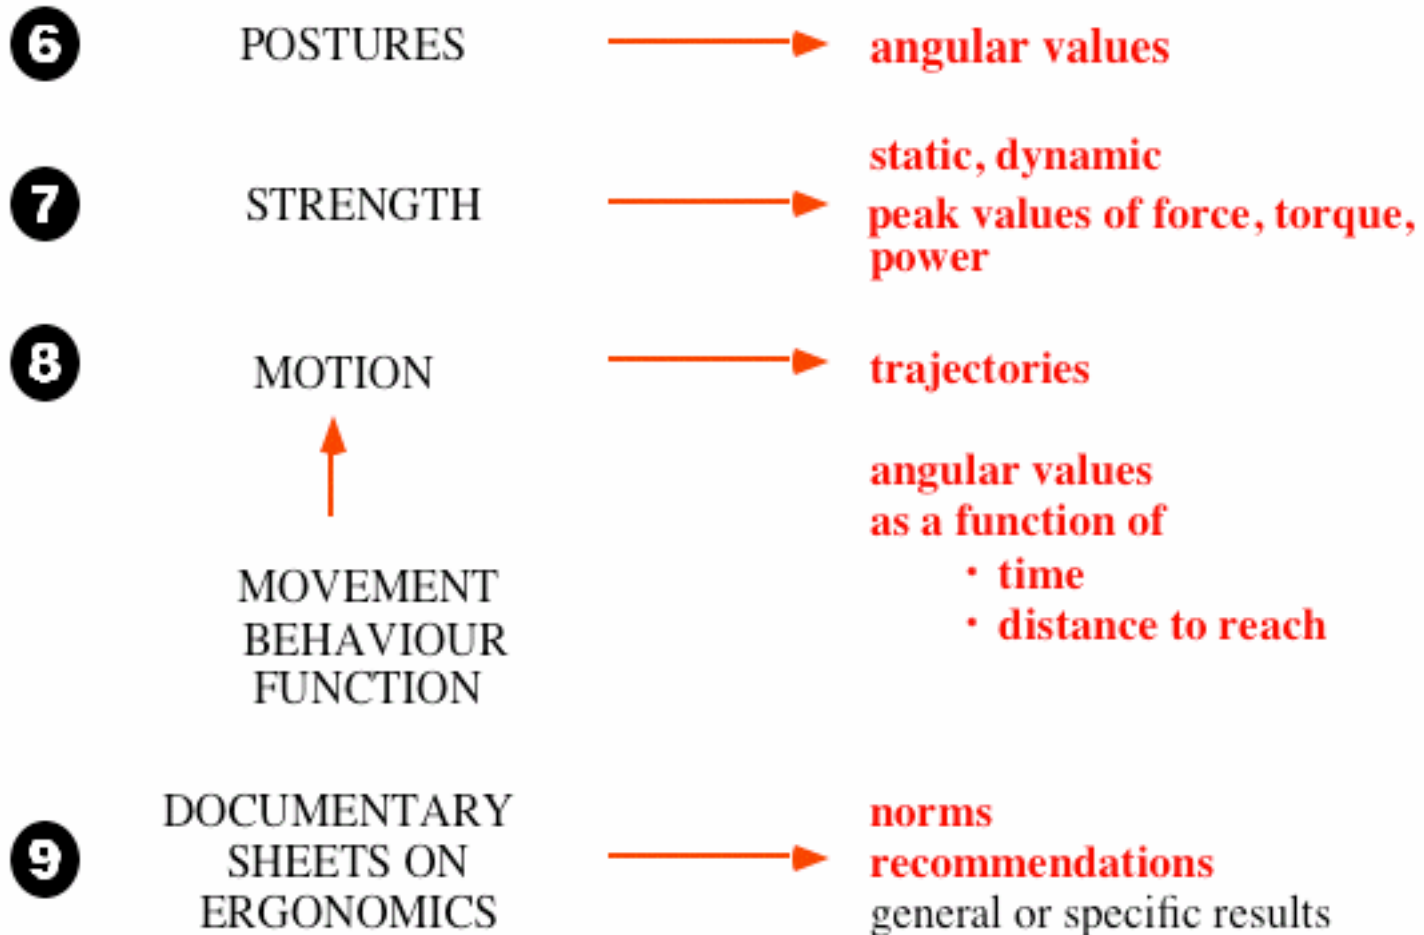 6 POSTURES angular values
static, dynamic
7 STRENGTH peak values of force, torque,
power
8 MOTION trajectories
angular values
as a function of
· time
MOVEMENT
BEHAVIOUR · distance to reach
FUNCTION
DOCUMENTARY norms
9 SHEETS ON recommendations
ERGONOMICS general or specific results